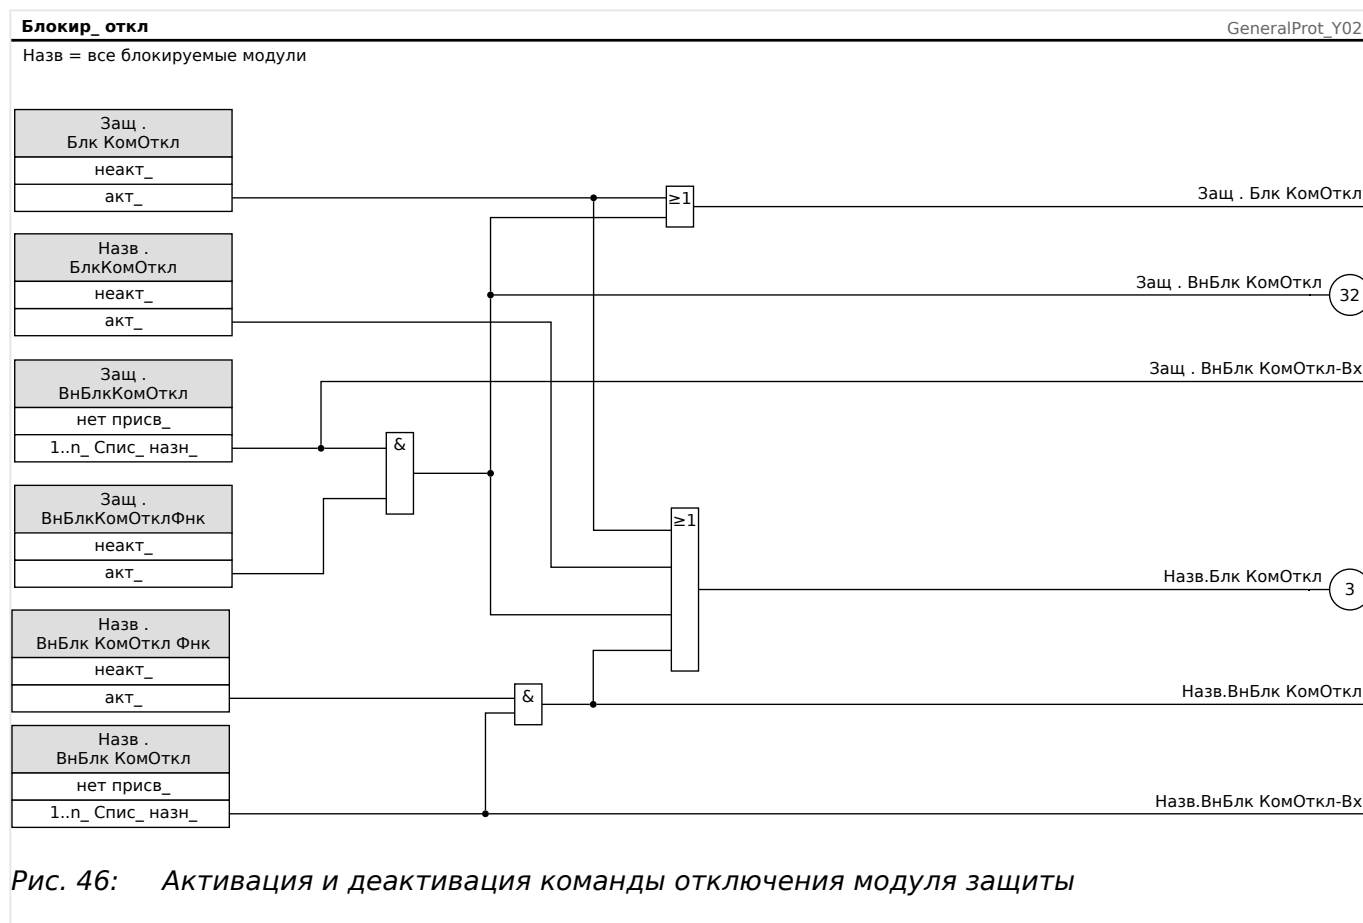 Блокир_ откл
GeneralProt_Y02
Назв = все блокируемые модули
Защ .
Блк КомОткл
неакт_
акт_
≥1
Защ . Блк КомОткл
Назв .
БлкКомОткл
неакт_
акт_
Защ . ВнБлк КомОткл
32
Защ .
ВнБлкКомОткл
нет присв_
1..n_ Спис_ назн_
&
Защ . ВнБлк КомОткл-Вх
Защ .
ВнБлкКомОтклФнк
неакт_
акт_
≥1
Назв.Блк КомОткл
3
Назв .
ВнБлк КомОткл Фнк
неакт_
акт_
&
Назв.ВнБлк КомОткл
Назв .
ВнБлк КомОткл
нет присв_
1..n_ Спис_ назн_
Назв.ВнБлк КомОткл-Вх
Рис. 46: Активация и деактивация команды отключения модуля защиты